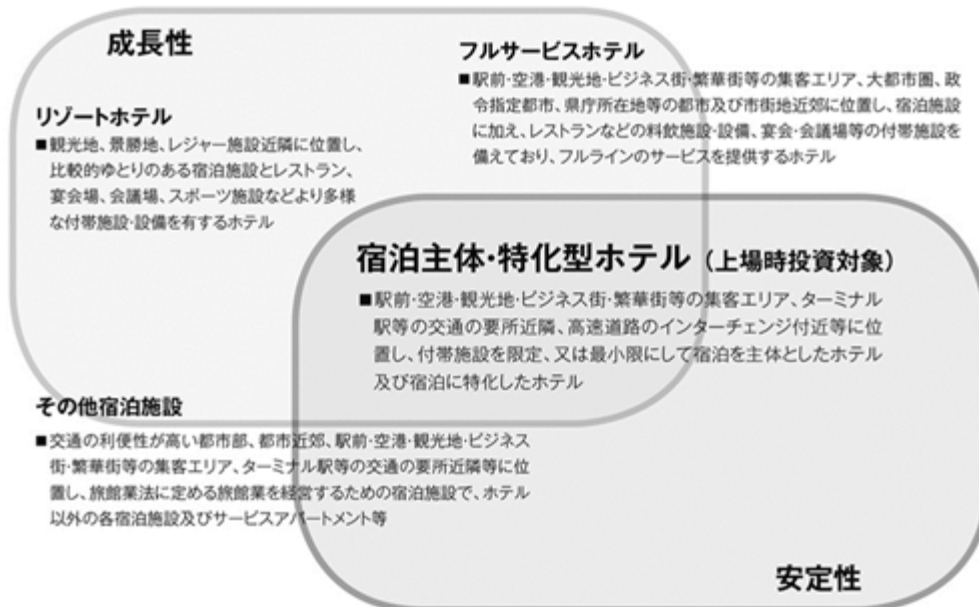 成長性
フルサービスホテル
■駅前・空港・観光地・ビジネス街・繁華街等の集客エリア、大都市圏、政
令指定都市、県庁所在地等の都市及び市街地近郊に位置し、宿泊施設
に加え、レストランなどの料飲施設・設備、宴会・会議場等の付帯施設を
備えており、フルラインのサービスを提供するホテル
リゾートホテル
■観光地、景勝地、レジャー施設近隣に位置し、
比較的ゆとりのある宿泊施設とレストラン、
宴会場、会議場、スポーツ施設などより多様
な付帯施設・設備を有するホテル
宿泊主体・特化型ホテル（上場時投資対象）
■駅前・空港・観光地・ビジネス街・繁華街等の集客エリア、ターミナル
駅等の交通の要所近隣、高速道路のインターチェンジ付近等に位
置し、付帯施設を限定、又は最小限にして宿泊を主体としたホテル
及び宿泊に特化したホテル
その他宿泊施設
■交通の利便性が高い都市部、都市近郊、駅前・空港・観光地・ビジネス
街・繁華街等の集客エリア、ターミナル駅等の交通の要所近隣等に位
置し、旅館業法に定める旅館業を経営するための宿泊施設で、ホテル
以外の各宿泊施設及びサービスアパートメント等
安定性